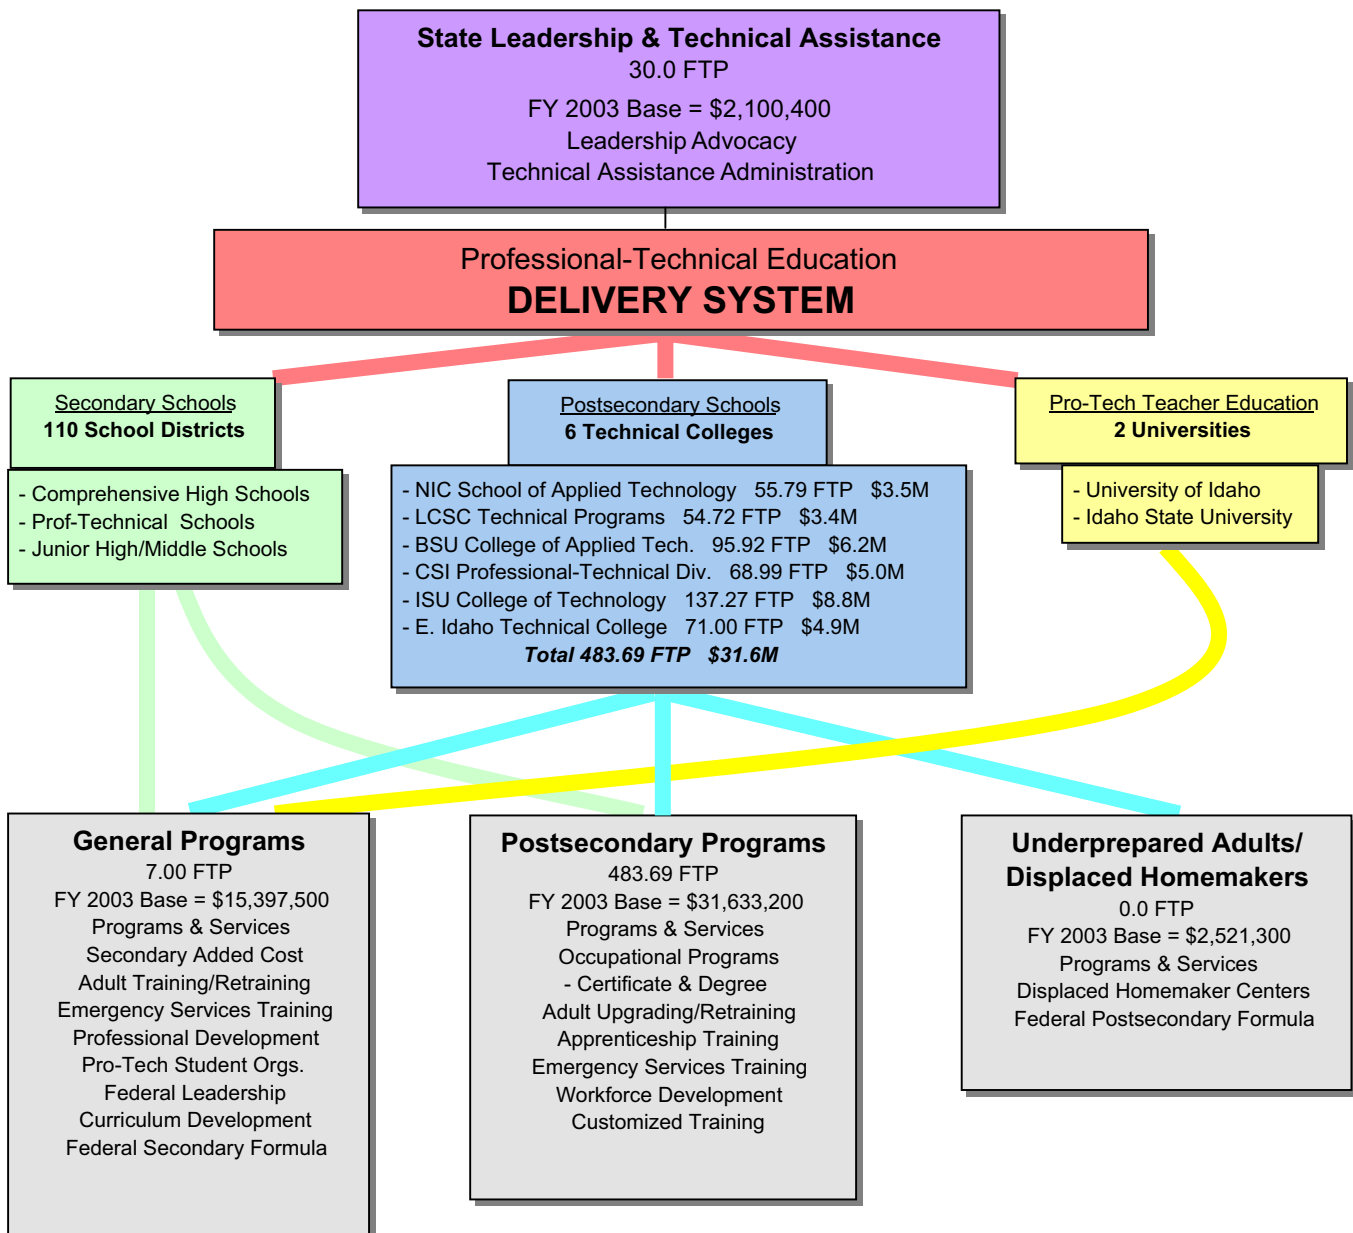 State Leadership & Technical Assistance
30.0 FTP
FY 2003 Base = $2,100,400
Leadership Advocacy
Technical Assistance Administration
Professional-Technical Education
DELIVERY SYSTEM
Secondary Schools
110 School Districts
- Comprehensive High Schools
- Prof-Technical Schools
- Junior High/Middle Schools
Postsecondary Schools
6 Technical Colleges
- NIC School of Applied Technology 55.79 FTP $3.5M
- LCSC Technical Programs 54.72 FTP $3.4M
- BSU College of Applied Tech. 95.92 FTP $6.2M
- CSI Professional-Technical Div. 68.99 FTP $5.0M
- ISU College of Technology 137.27 FTP $8.8M
- E. Idaho Technical College 71.00 FTP $4.9M
Total 483.69 FTP $31.6M
Pro-Tech Teacher Education
2 Universities
- University of Idaho
- Idaho State University
General Programs
7.00 FTP
FY 2003 Base = $15,397,500
Programs & Services
Secondary Added Cost
Adult Training/Retraining
Emergency Services Training
Professional Development
Pro-Tech Student Orgs.
Federal Leadership
Curriculum Development
Federal Secondary Formula
Postsecondary Programs
483.69 FTP
FY 2003 Base = $31,633,200
Programs & Services
Occupational Programs
- Certificate & Degree
Adult Upgrading/Retraining
Apprenticeship Training
Emergency Services Training
Workforce Development
Customized Training
Underprepared Adults/
Displaced Homemakers
0.0 FTP
FY 2003 Base = $2,521,300
Programs & Services
Displaced Homemaker Centers
Federal Postsecondary Formula